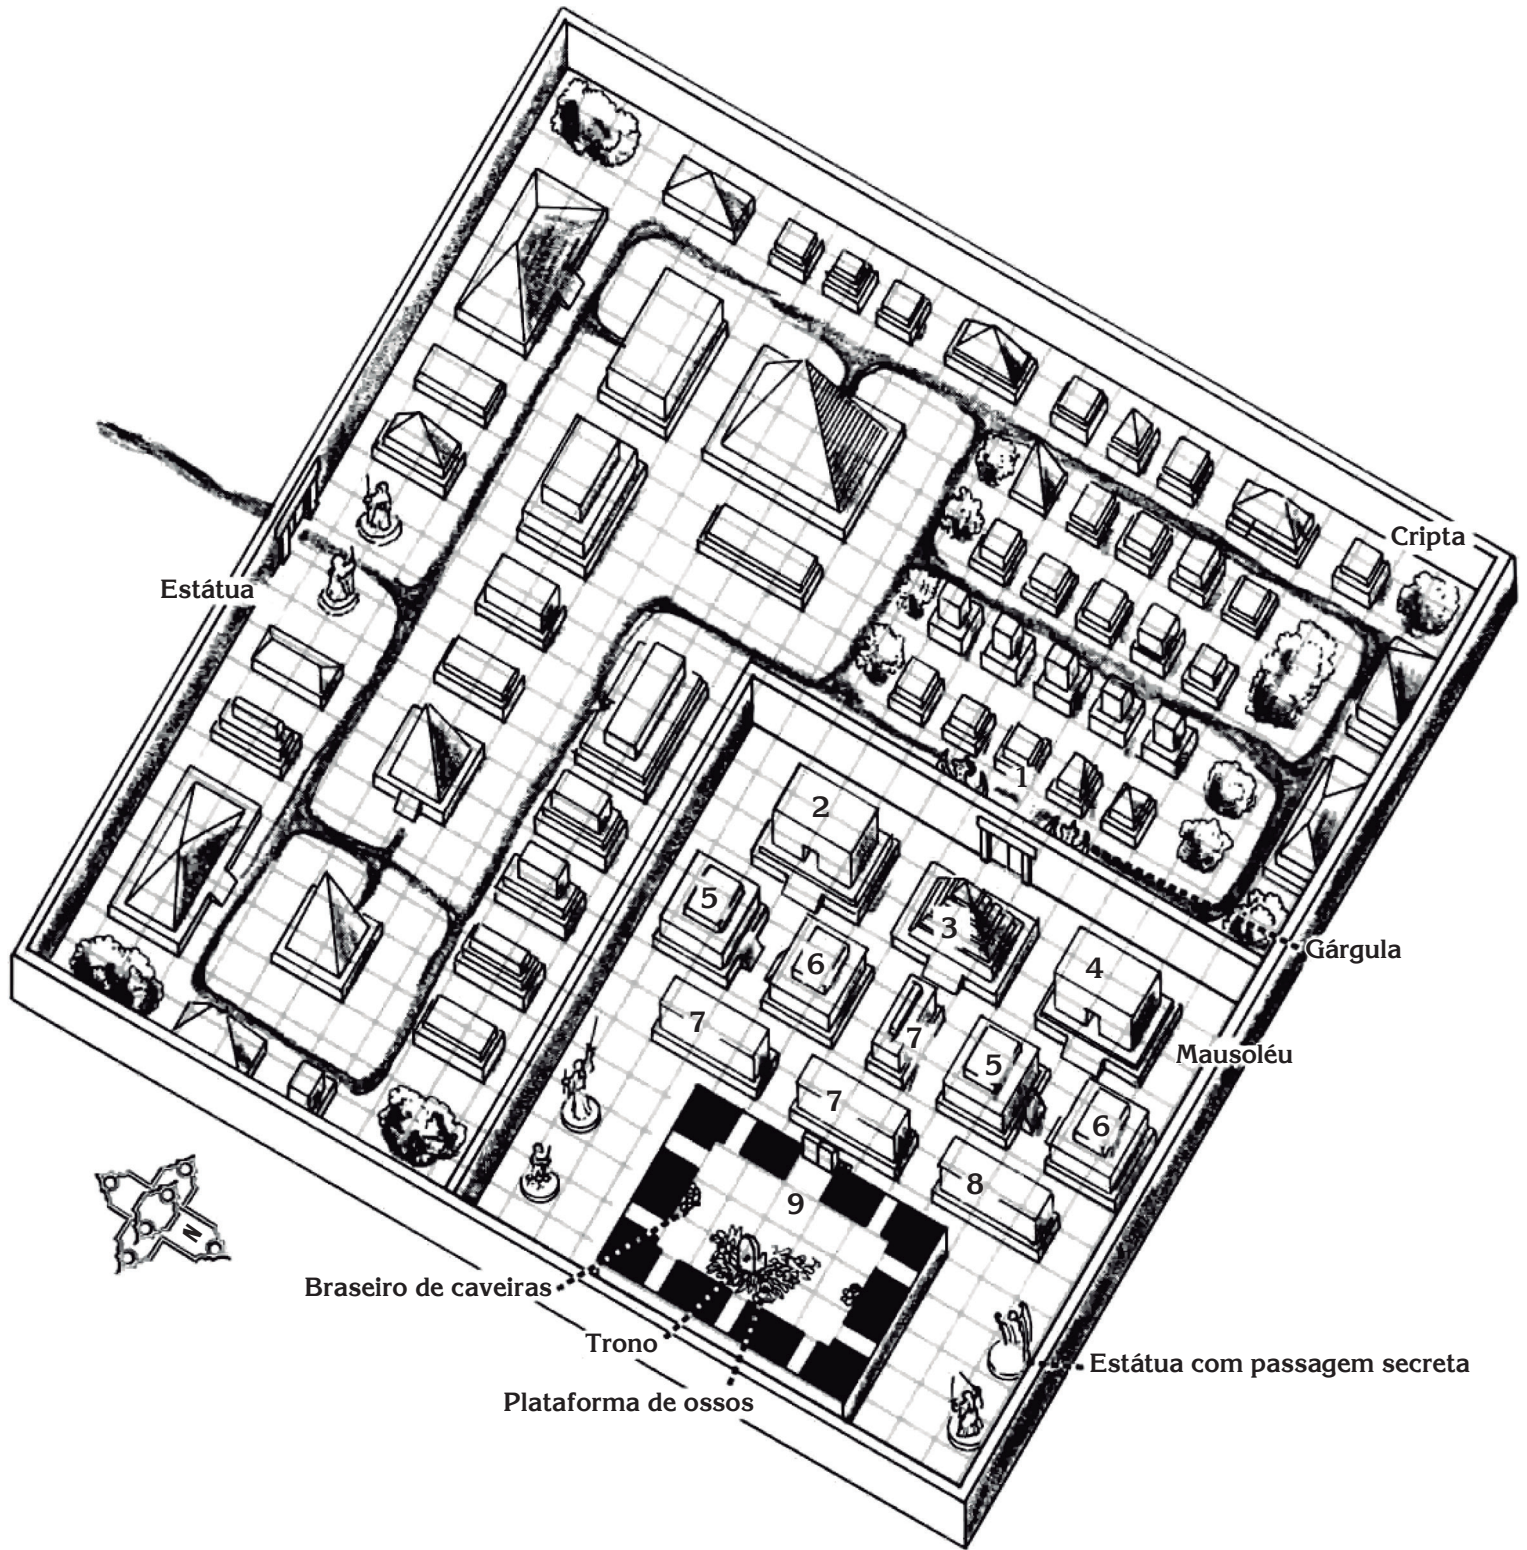 Cripta
Estátua
1
2
5
3
Gárgula
6
4
7
7
5
Mausoléu
7
6
8
9
N
Braseiro de caveiras
Trono
Estátua com passagem secreta
Plataforma de ossos